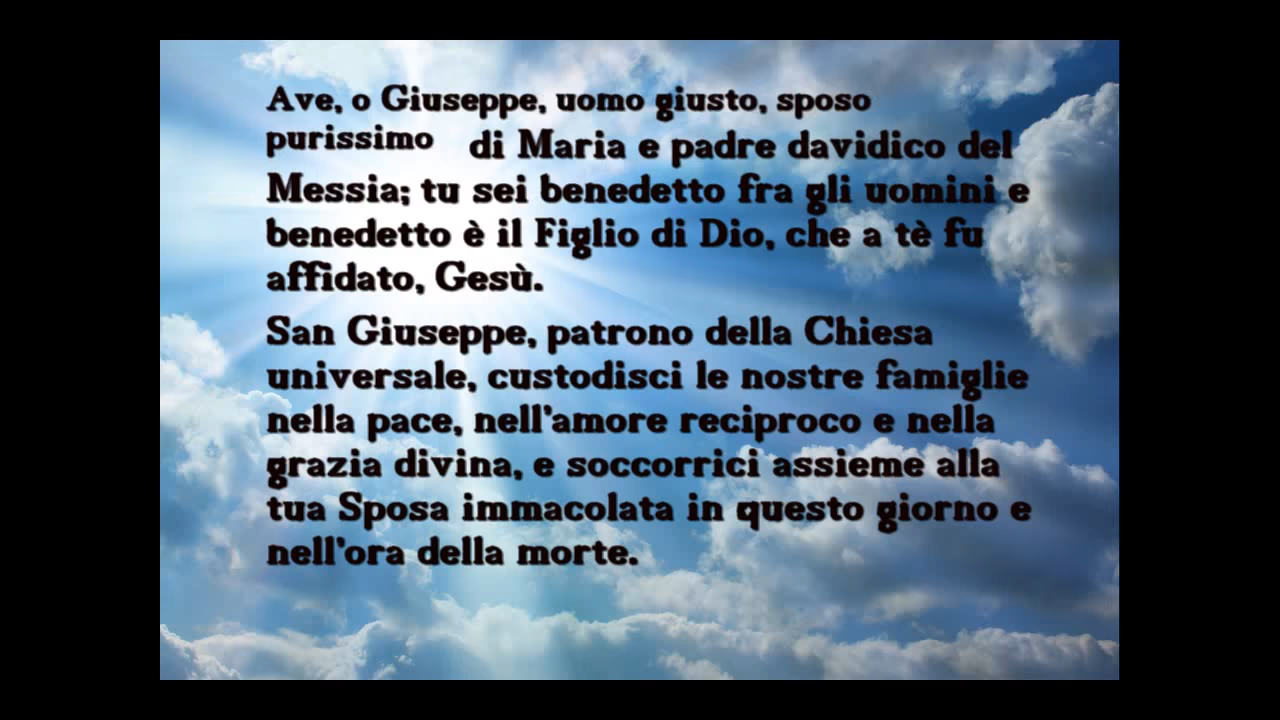 Ave, o Giuseppe, uomo giusto, sposo
purissimo di Maria e padre davidico del
Messia; tu sei benedetto fra gli uomini e
benedetto è il Figlio di Dio, che a tè fu
affidato, Gesù.
San Giuseppe, patrono della Chiesa
universale, custodisci le nostre famiglie
nella pace, nell'amore reciproco e nella
grazia divina, e soccorrici assieme alla
tua Sposa immacolata in questo giorno e
nell'ora della morte.